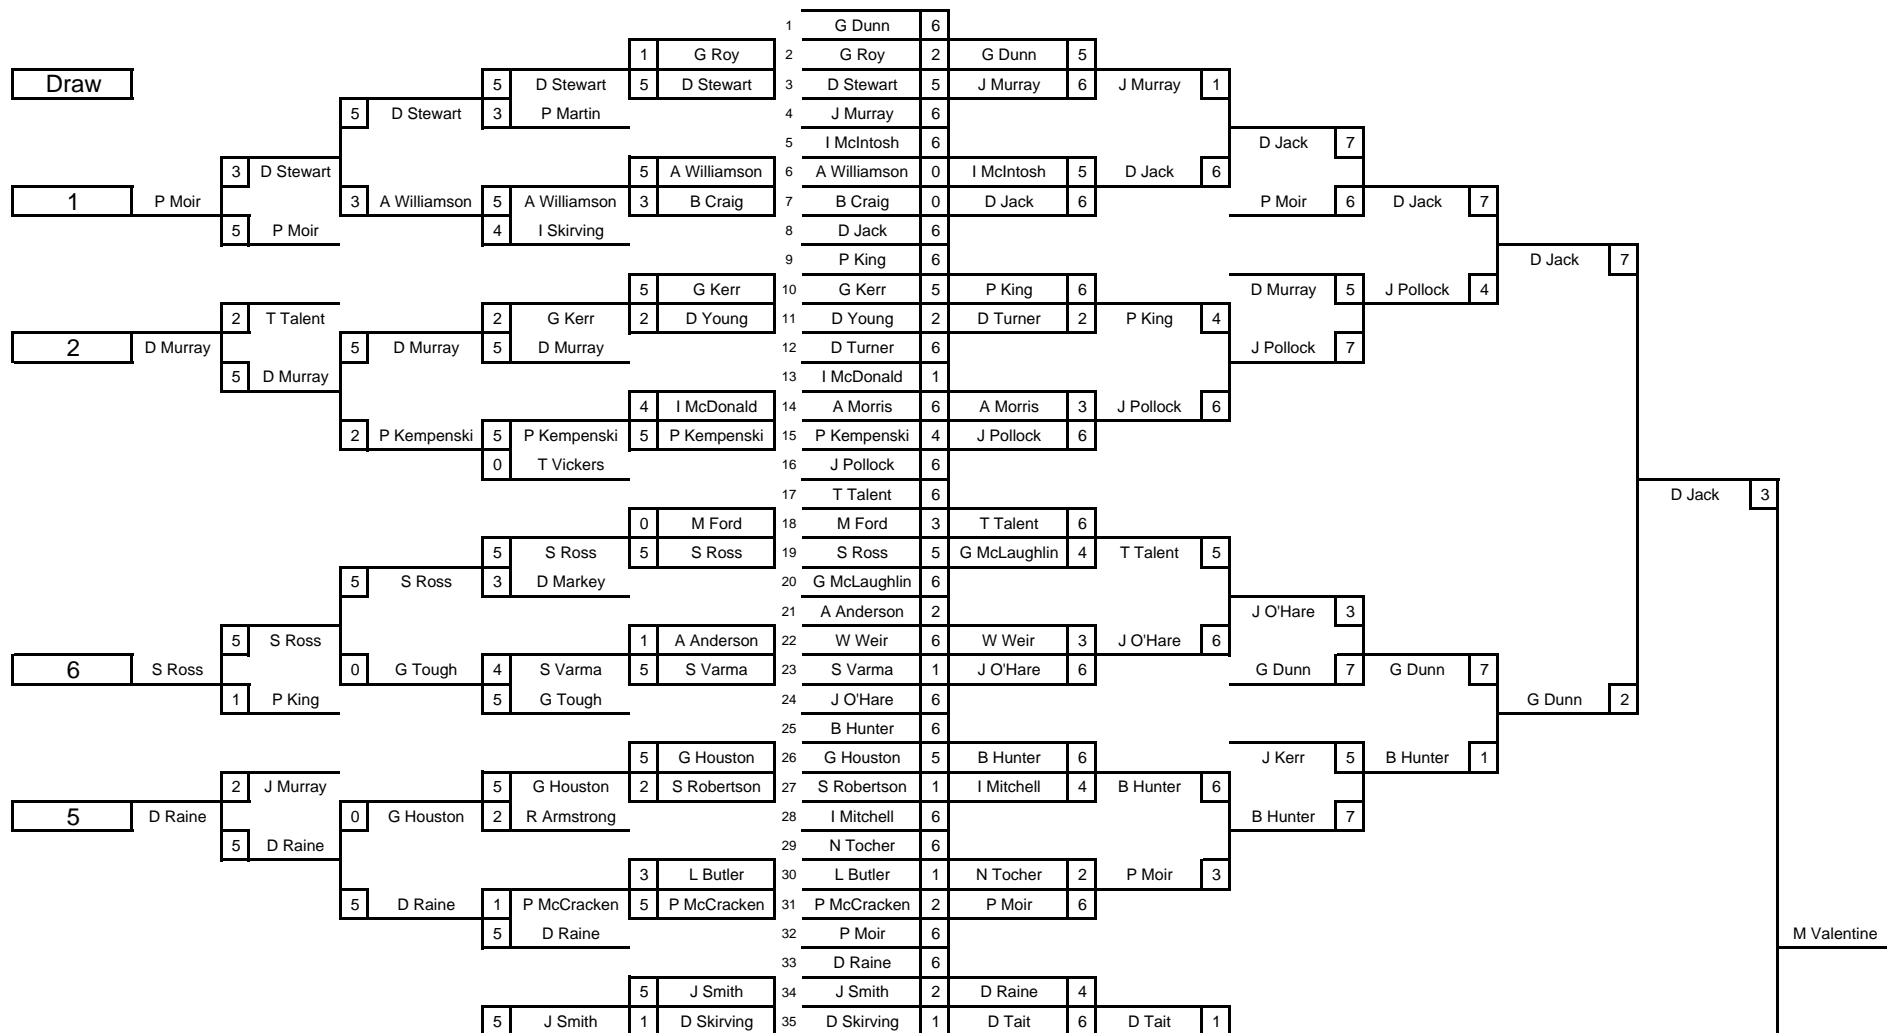 1 G Dunn 6
1 G Roy 2 G Roy 2 G Dunn 5
Draw 5 D Stewart 5 D Stewart 3 D Stewart 5 J Murray 6 J Murray 1
5 D Stewart 3 P Martin 4 J Murray 6
5 I McIntosh 6 D Jack 7
3 D Stewart 5 A Williamson 6 A Williamson 0 I McIntosh 5 D Jack 6
1 P Moir 3 A Williamson 5 A Williamson 3 B Craig 7 B Craig 0 D Jack 6 P Moir 6 D Jack 7
5 P Moir 4 I Skirving 8 D Jack 6
9 P King 6 D Jack 7
5 G Kerr 10 G Kerr 5 P King 6 D Murray 5 J Pollock 4
2 T Talent 2 G Kerr 2 D Young 11 D Young 2 D Turner 2 P King 4
2 D Murray 5 D Murray 5 D Murray 12 D Turner 6 J Pollock 7
5 D Murray 13 I McDonald 1
4 I McDonald 14 A Morris 6 A Morris 3 J Pollock 6
2 P Kempenski 5 P Kempenski 5 P Kempenski 15 P Kempenski 4 J Pollock 6
0 T Vickers 16 J Pollock 6
17 T Talent 6 D Jack 3
0 M Ford 18 M Ford 3 T Talent 6
5 S Ross 5 S Ross 19 S Ross 5 G McLaughlin 4 T Talent 5
5 S Ross 3 D Markey 20 G McLaughlin 6
21 A Anderson 2 J O'Hare 3
5 S Ross 1 A Anderson 22 W Weir 6 W Weir 3 J O'Hare 6
6 S Ross 0 G Tough 4 S Varma 5 S Varma 23 S Varma 1 J O'Hare 6 G Dunn 7 G Dunn 7
1 P King 5 G Tough 24 J O'Hare 6 G Dunn 2
25 B Hunter 6
5 G Houston 26 G Houston 5 B Hunter 6 J Kerr 5 B Hunter 1
2 J Murray 5 G Houston 2 S Robertson 27 S Robertson 1 I Mitchell 4 B Hunter 6
5 D Raine 0 G Houston 2 R Armstrong 28 I Mitchell 6 B Hunter 7
5 D Raine 29 N Tocher 6
3 L Butler 30 L Butler 1 N Tocher 2 P Moir 3
5 D Raine 1 P McCracken 5 P McCracken 31 P McCracken 2 P Moir 6
5 D Raine 32 P Moir 6 M Valentine
33 D Raine 6
5 J Smith 34 J Smith 2 D Raine 4
5 J Smith 1 D Skirving 35 D Skirving 1 D Tait 6 D Tait 1